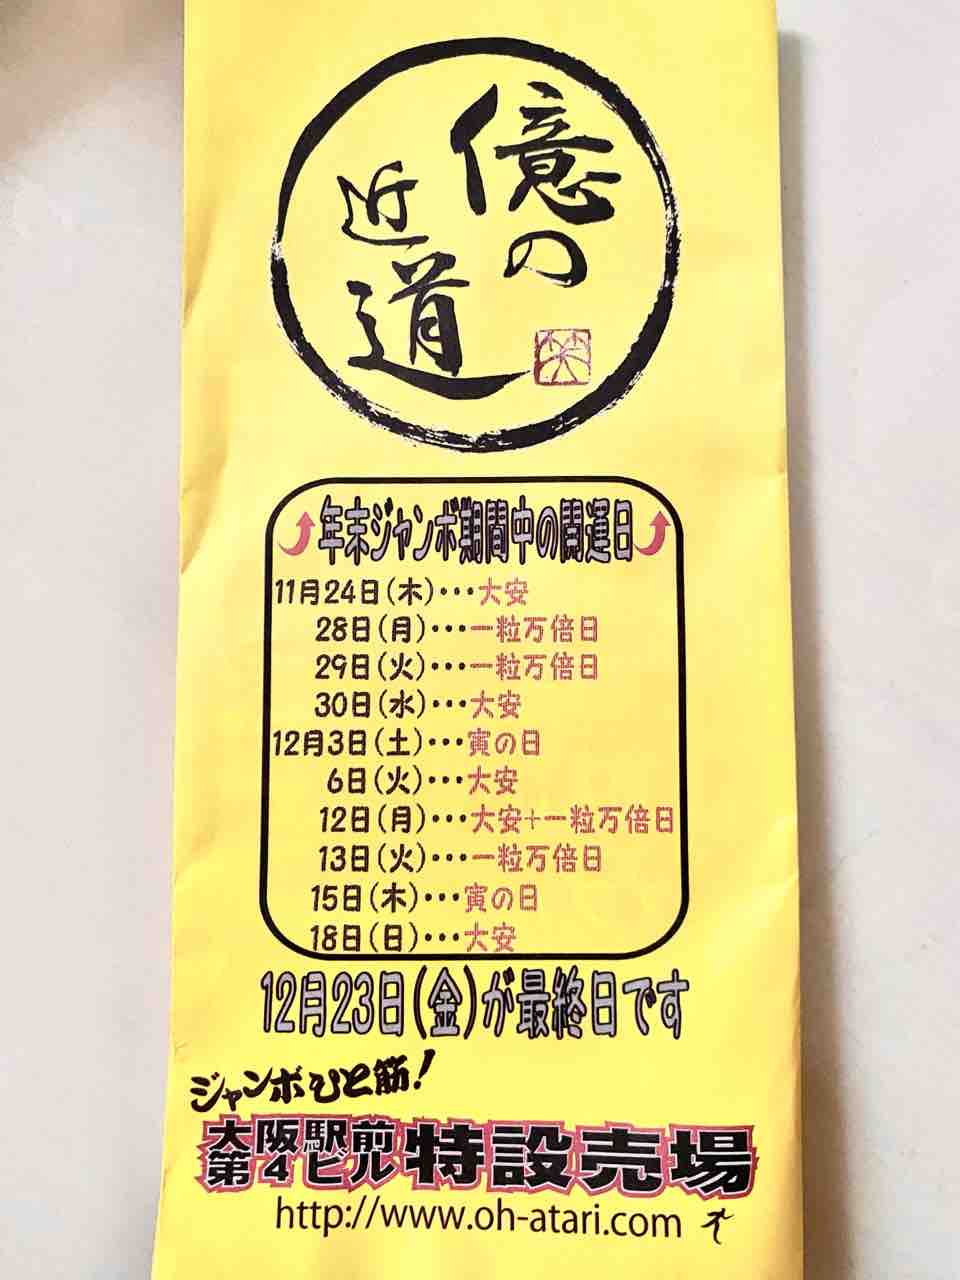 億の
近道
年末ジャンボ期間中の開運日
11月24日(木)･･･大安
28日(月)･･･一粒万倍日
29日(火)･･･一粒万倍日
30日(水)･･･大安
12月3日(土)･･･寅の日
6日(火)･･･大安
12日(月)･･･大安+一粒万倍日
13日(火)･･･一粒万倍日
15日(木)･･･寅の日
18日(日)･･･大安
12月23日(金)が最終日です
ジャンボひと筋!
大阪駅前
第4ビル
特設売場
http://www.oh-atari.com